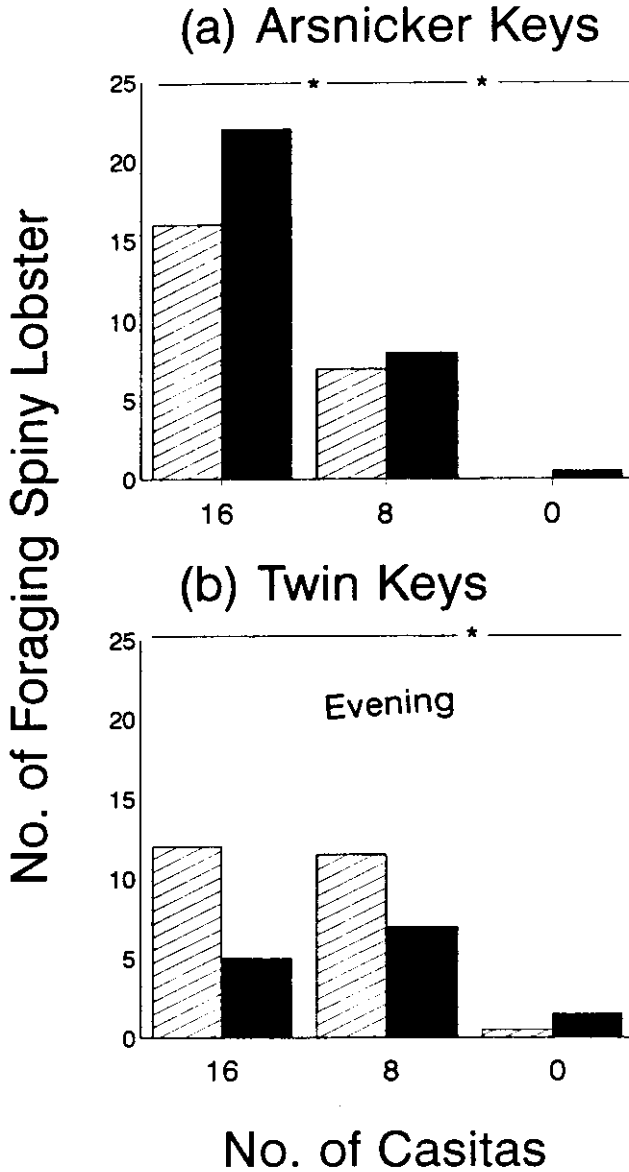 (a) Arsnicker Keys
25
20
15
10
5
0
* *
16 8 0
(b) Twin Keys
25
20
15
10
5
0
*
Evening
16 8 0
No. of Foraging Spiny Lobster
No. of Casitas